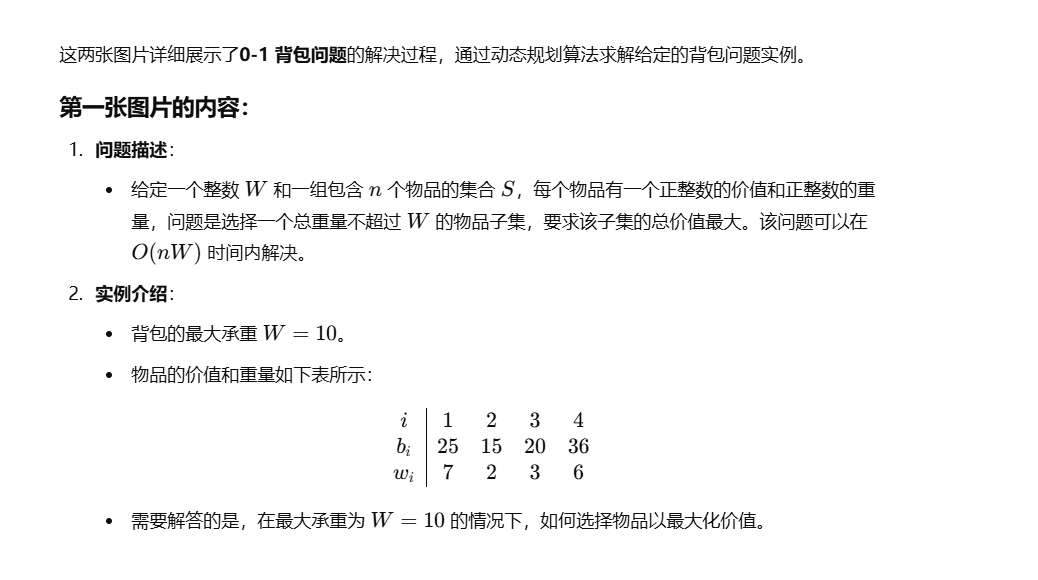 这两张图片详细展示了0-1 背包问题的解决过程，通过动态规划算法求解给定的背包问题实例。
第一张图片的内容：
1. 问题描述：
• 给定一个整数 W 和一组包含 n 个物品的集合 S，每个物品有一个正整数的价值和正整数的重
量，问题是选择一个总重量不超过 W 的物品子集，要求该子集的总价值最大。该问题可以在
O(nW) 时间内解决。
2. 实例介绍：
• 背包的最大承重 W = 10。
• 物品的价值和重量如下表所示：
i 1 2 3 4
b_i 25 15 20 36
w_i 7 2 3 6
• 需要解答的是，在最大承重为 W = 10 的情况下，如何选择物品以最大化价值。